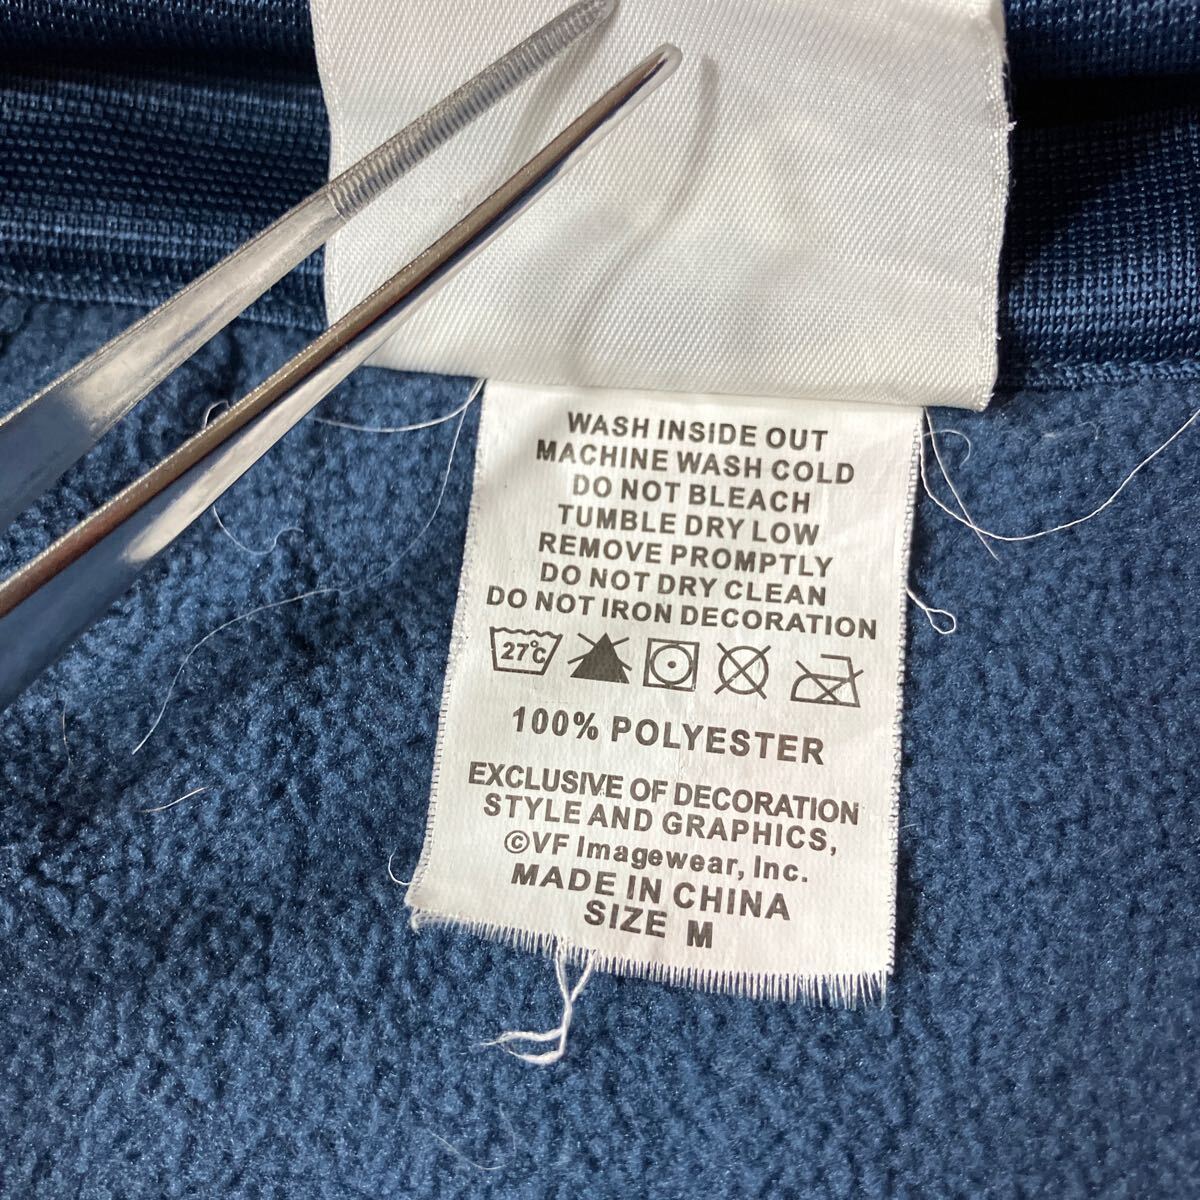 WASH INSIDE OUT
MACHINE WASH COLD
DO NOT BLEACH
TUMBLE DRY LOW
REMOVE PROMPTLY
DO NOT DRY CLEAN
DO NOT IRON DECORATION
27°C
100% POLYESTER
EXCLUSIVE OF DECORATION
STYLE AND GRAPHICS,
©VF Imagewear, Inc.
MADE IN CHINA
SIZE M